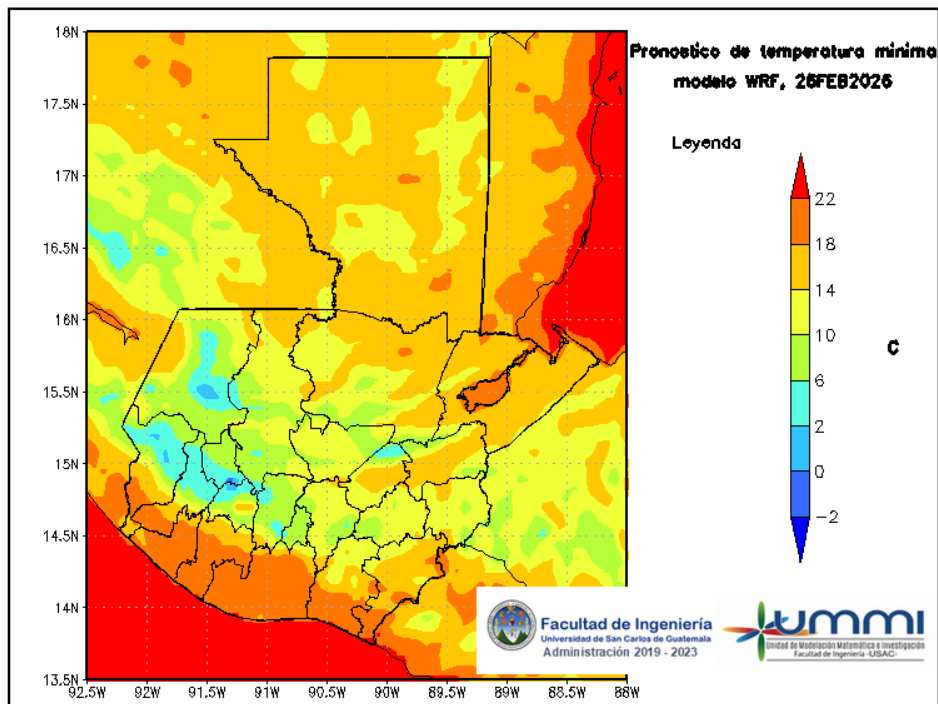 Pronostico de temperatura minima
modelo WRF, 26FEB2026
Leyenda
22
18
14
10
6
2
0
-2
C
18N
17.5N
17N
16.5N
16N
15.5N
15N
14.5N
14N
13.5N
92.5W
92W
91.5W
91W
90.5W
90W
89.5W
89W
88.5W
88W
Facultad de Ingeniería
Universidad de San Carlos de Guatemala
Administración 2019 - 2023
UMMI
Unidad de Modelación Matemática e Investigación
Facultad de Ingeniería -USAC-